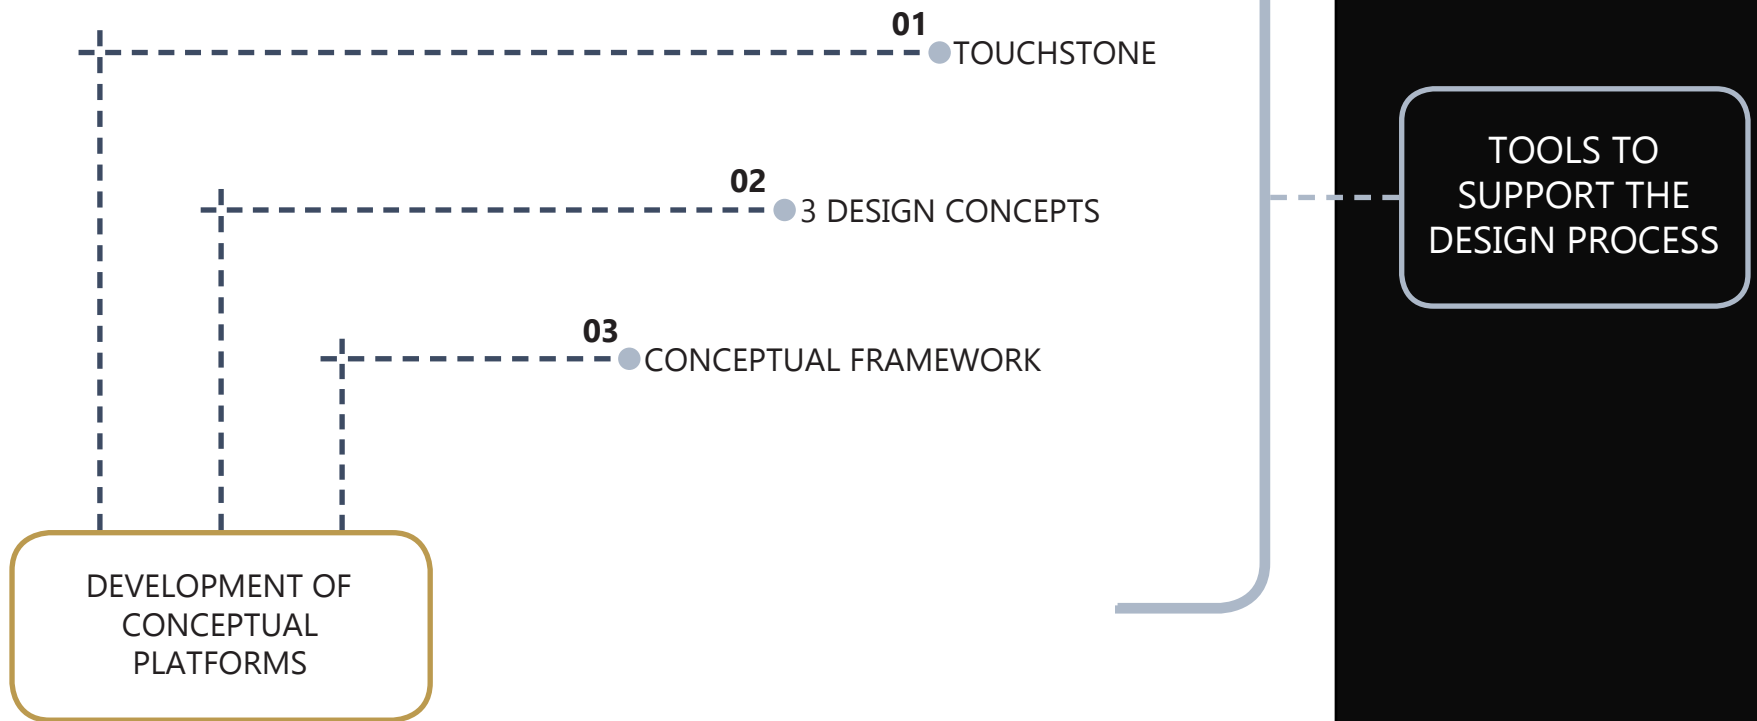 01
TOUCHSTONE
02
3 DESIGN CONCEPTS
03
CONCEPTUAL FRAMEWORK
DEVELOPMENT OF
CONCEPTUAL
PLATFORMS
TOOLS TO
SUPPORT THE
DESIGN PROCESS